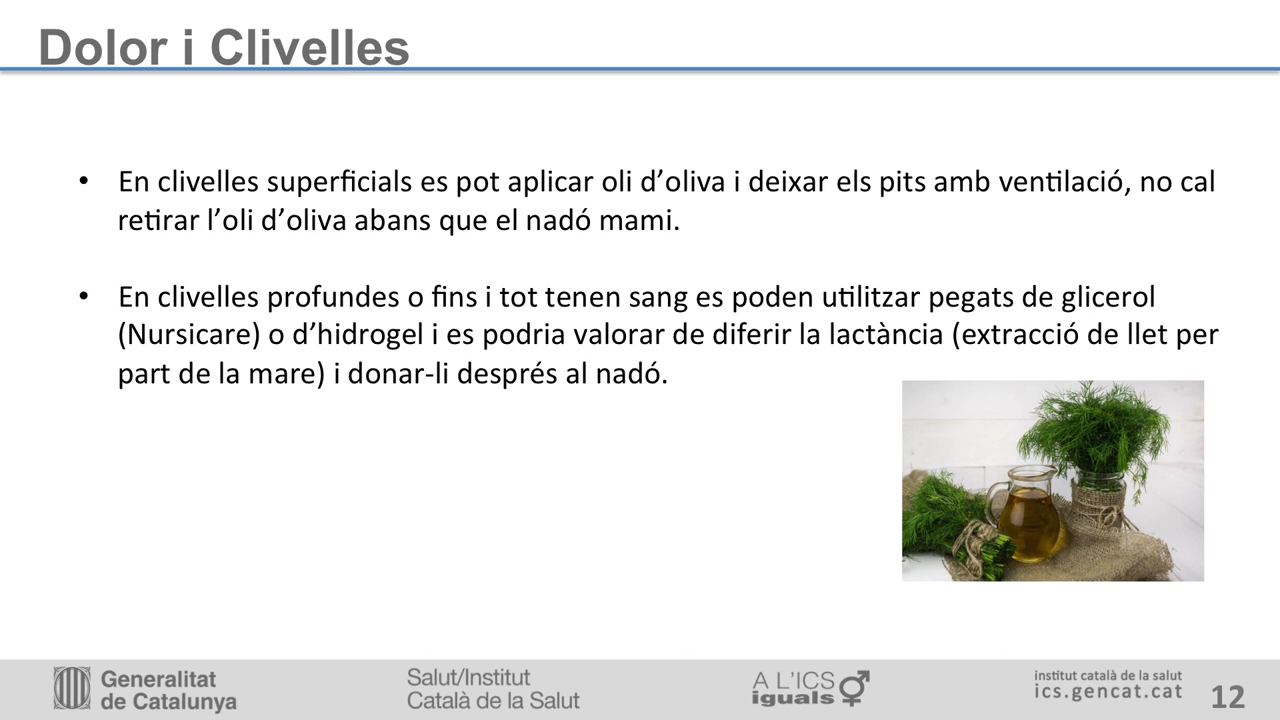 Dolor i Clivelles
• En clivelles superficials es pot aplicar oli d’oliva i deixar els pits amb ventilació, no cal
retirar l’oli d’oliva abans que el nadó mami.
• En clivelles profundes o fins i tot tenen sang es poden utilitzar pegats de glicerol
(Nursicare) o d’hidrogel i es podria valorar de diferir la lactància (extracció de llet per
part de la mare) i donar-li després al nadó.
Generalitat
de Catalunya
Salut/Institut
Català de la Salut
A L'ICS
iguals
institut català de la salut
ics.gencat.cat
12